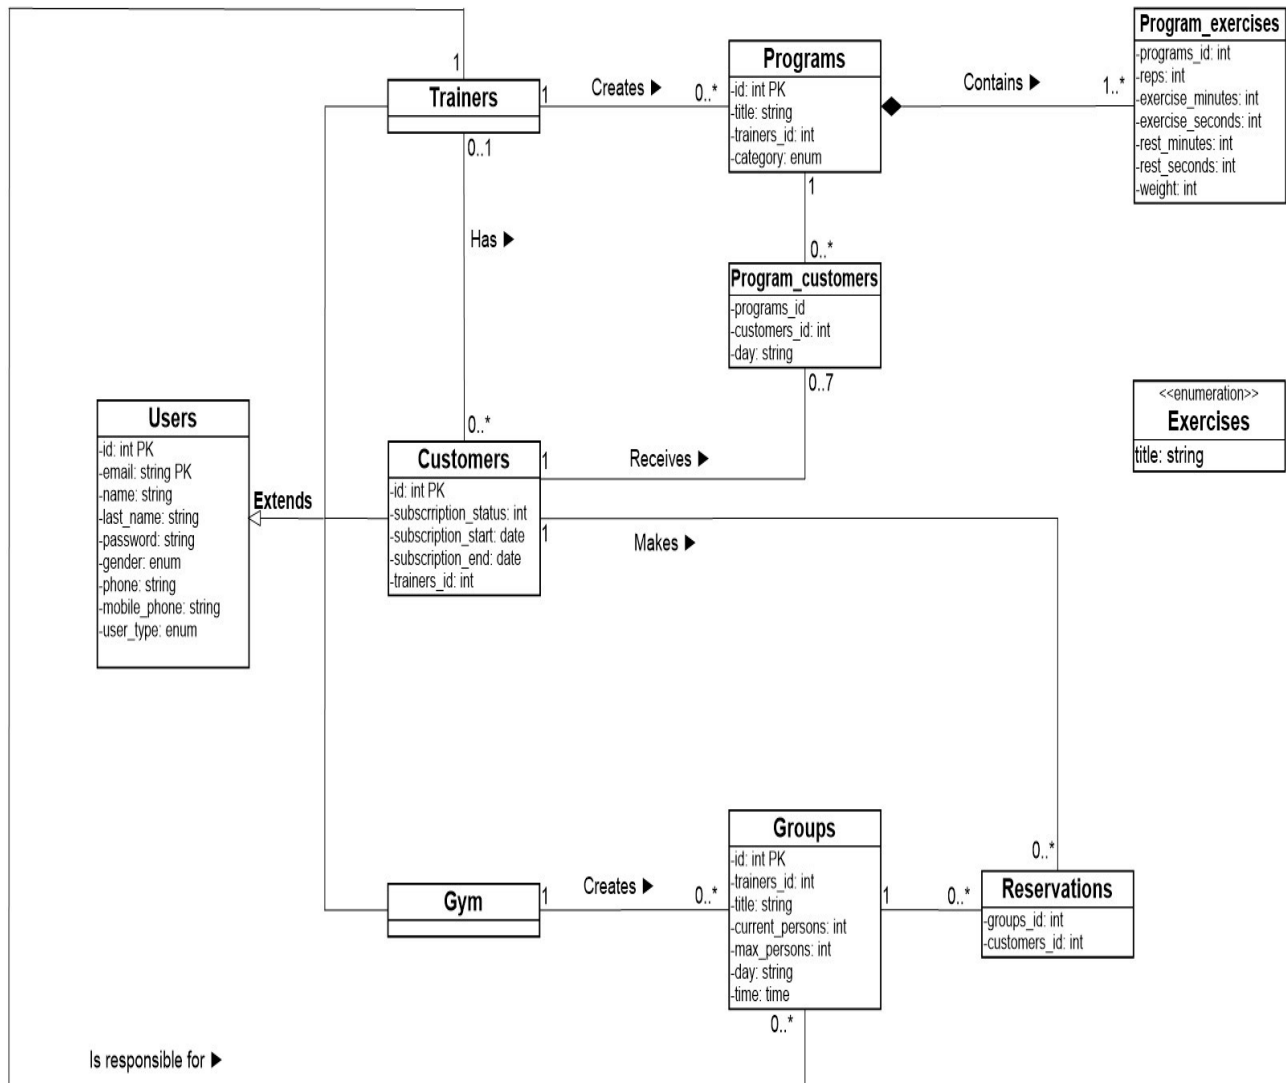 1
Trainers
0..1
1
Creates ▶
0..*
Programs
-id: int PK
-title: string
-trainers_id: int
-category: enum
1
Contains ▶
1..*
Program_exercises
-programs_id: int
-reps: int
-exercise_minutes: int
-exercise_seconds: int
-rest_minutes: int
-rest_seconds: int
-weight: int
Has ▶
0..*
0..*
Program_customers
-programs_id
-customers_id: int
-day: string
0..7
<<enumeration>>
Exercises
title: string
Users
-id: int PK
-email: string PK
-name: string
-last_name: string
-password: string
-gender: enum
-phone: string
-mobile_phone: string
-user_type: enum
Extends
Customers
-id: int PK
-subscrription_status: int
-subscription_start: date
-subscription_end: date
-trainers_id: int
1
Receives ▶
1
Makes ▶
0..*
Gym
1
Creates ▶
0..*
Groups
-id: int PK
-trainers_id: int
-title: string
-current_persons: int
-max_persons: int
-day: string
-time: time
1
0..*
Reservations
-groups_id: int
-customers_id: int
0..*
Is responsible for ▶